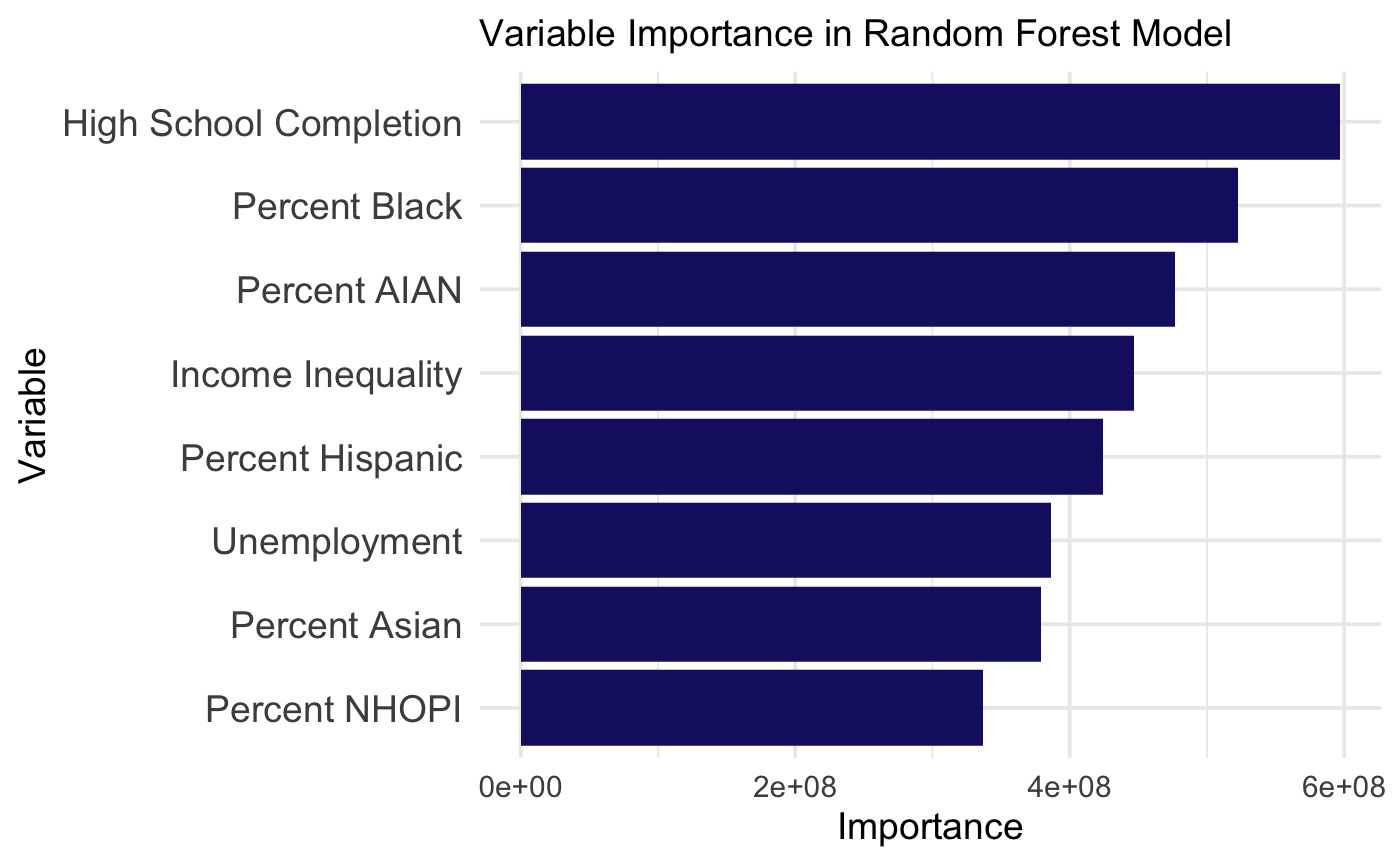 Variable Importance in Random Forest Model
High School Completion
Percent Black
Percent AIAN
Income Inequality
Percent Hispanic
Unemployment
Percent Asian
Percent NHOPI
Variable
0e+00 2e+08 4e+08 6e+08
Importance